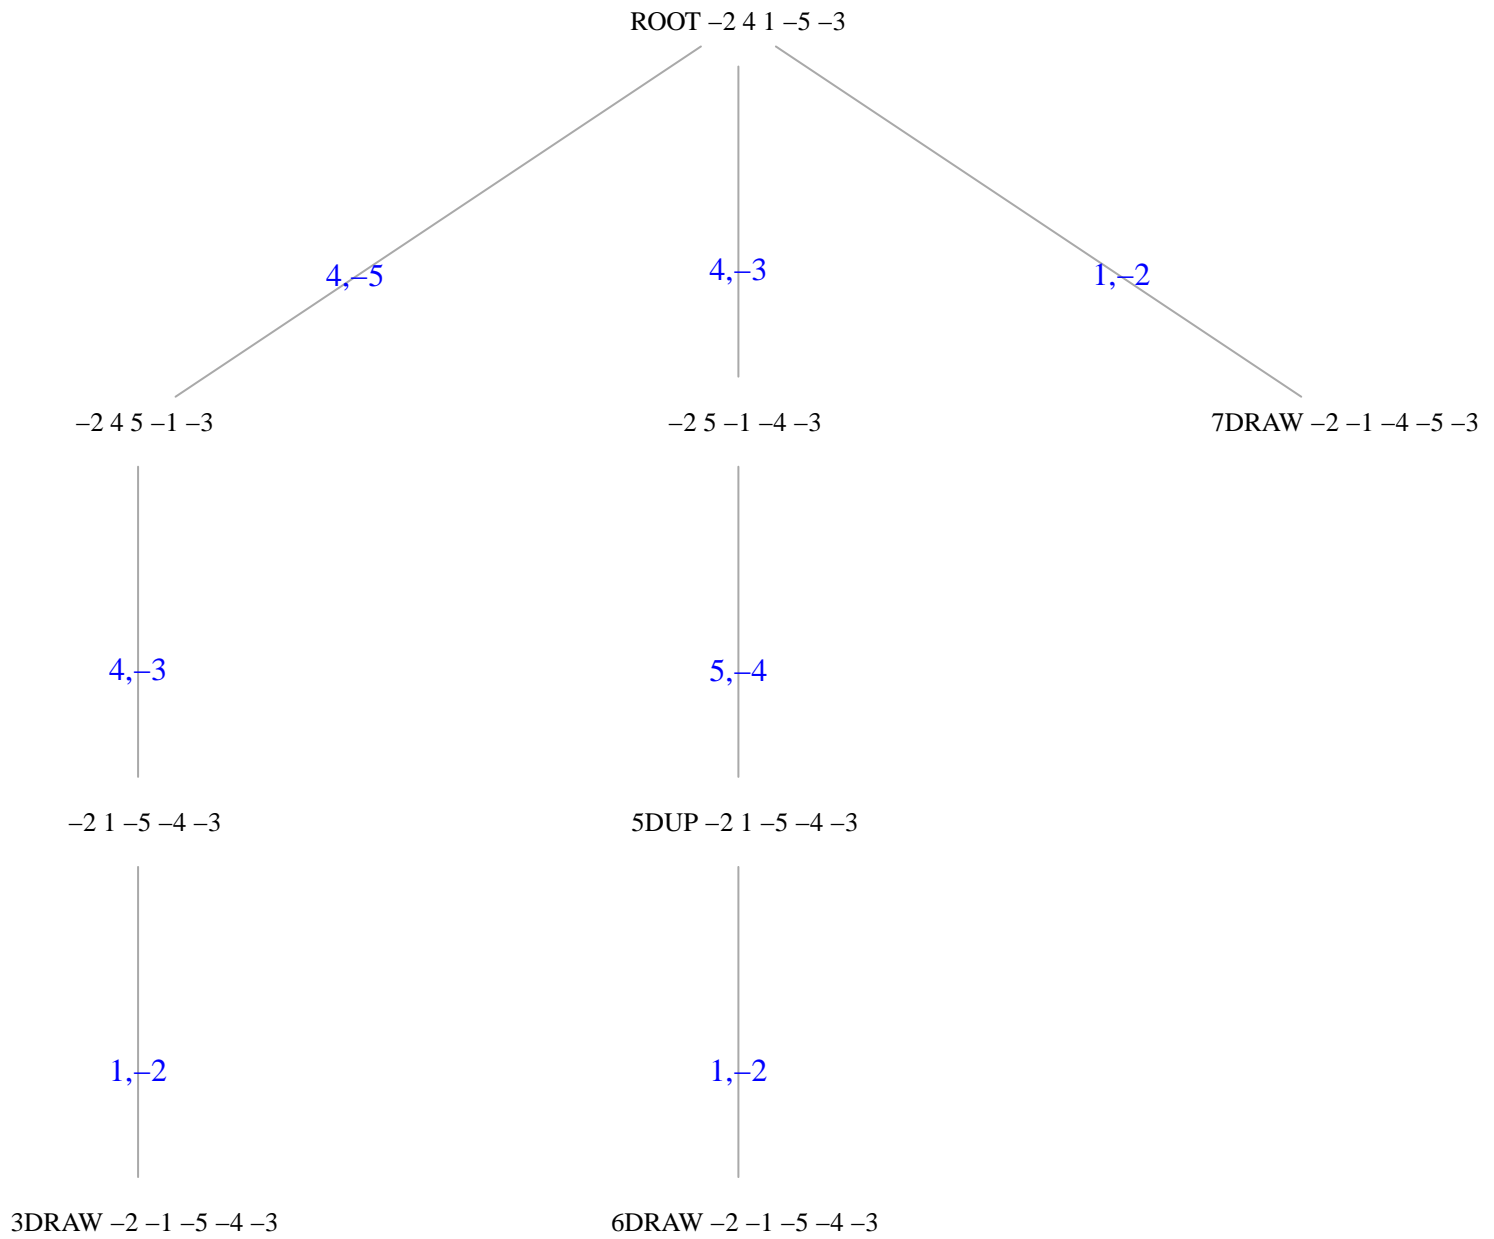 ROOT –2 4 1 –5 –3
4,–5
4,–3
1,–2
–2 4 5 –1 –3
–2 5 –1 –4 –3
7DRAW –2 –1 –4 –5 –3
4,–3
5,–4
–2 1 –5 –4 –3
5DUP –2 1 –5 –4 –3
1,–2
1,–2
3DRAW –2 –1 –5 –4 –3
6DRAW –2 –1 –5 –4 –3